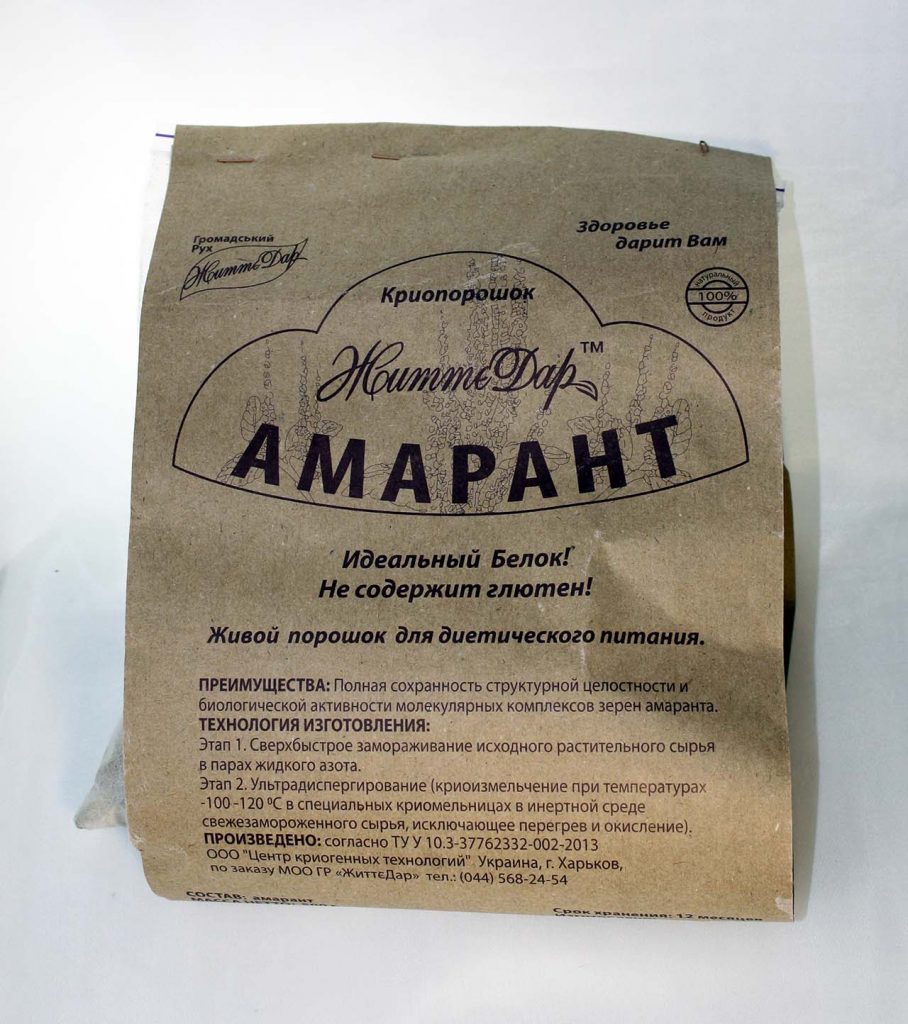 Громадський
Рух
ЖиттєДар
Здоровье
дарит Вам
натуральный
100%
продукт
Криопорошок
ЖиттєДар™
АМАРАНТ
Идеальный Белок!
Не содержит глютен!
Живой порошок для диетического питания.
ПРЕИМУЩЕСТВА: Полная сохранность структурной целостности и
биологической активности молекулярных комплексов зерен амаранта.
ТЕХНОЛОГИЯ ИЗГОТОВЛЕНИЯ:
Этап 1. Сверхбыстрое замораживание исходного растительного сырья
в парах жидкого азота.
Этап 2. Ультрадиспергирование (криоизмельчение при температурах
-100 -120 ⁰С в специальных криомельницах в инертной среде
свежезамороженного сырья, исключающее перегрев и окисление).
ПРОИЗВЕДЕНО: согласно ТУ У 10.3-37762332-002-2013
ООО "Центр криогенных технологий" Украина, г. Харьков,
по заказу МОО ГР «ЖиттєДар» тел.: (044) 568-24-54
СОСТАВ: амарант
Срок хранения: 12 месяцев